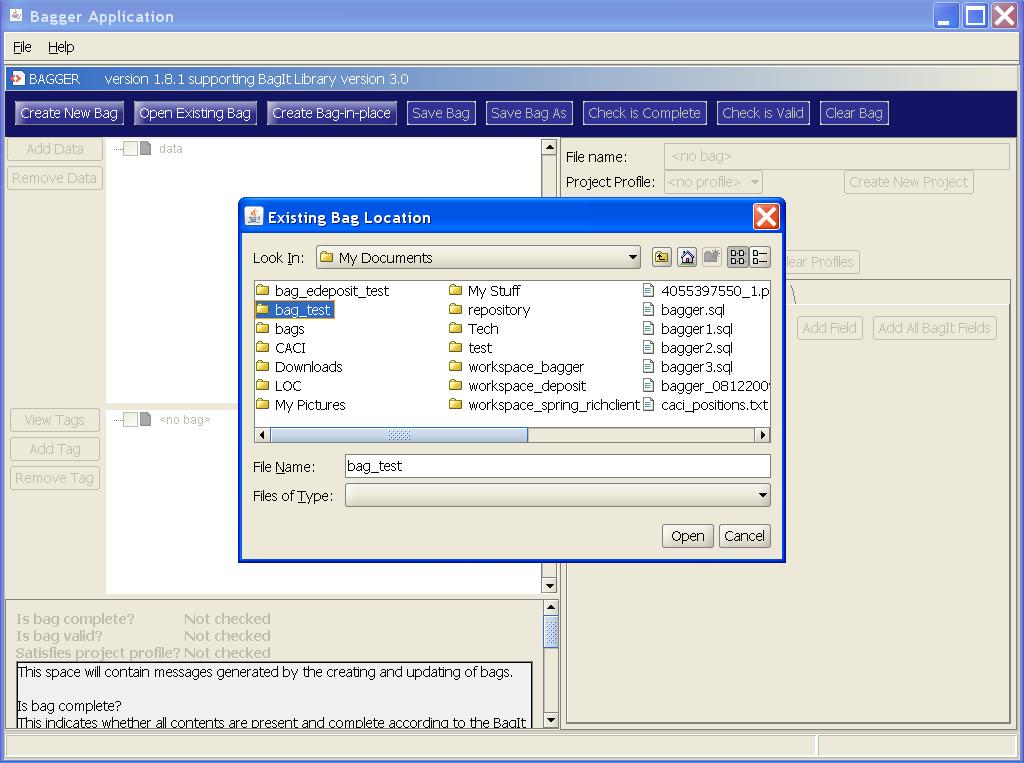 Bagger Application
File Help
BAGGER version 1.8.1 supporting BagIt Library version 3.0
Create New Bag Open Existing Bag Create Bag-in-place Save Bag Save Bag As Check is Complete Check is Valid Clear Bag
Add Data
Remove Data
data
File name: <no bag>
Project Profile: <no profile> Create New Project
lear Profiles
Add Field Add All BagIt Fields
Existing Bag Location
Look In: My Documents
bag_edeposit_test My Stuff 4055397550_1.p
bag_test repository bagger.sql
bags Tech bagger1.sql
CACI test bagger2.sql
Downloads workspace_bagger bagger3.sql
LOC workspace_deposit bagger_0812200
My Pictures workspace_spring_richclient caci_positions.txt
File Name: bag_test
Files of Type:
Open Cancel
View Tags
Add Tag
Remove Tag
<no bag>
Is bag complete? Not checked
Is bag valid? Not checked
Satisfies project profile? Not checked
This space will contain messages generated by the creating and updating of bags.
Is bag complete?
This indicates whether all contents are present and complete according to the BagIt